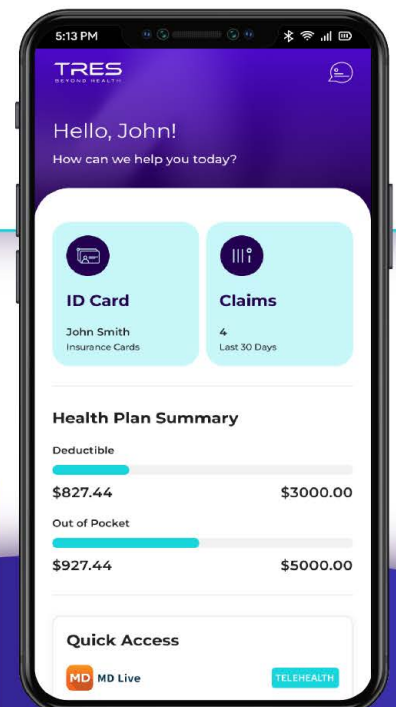 5:13 PM
TRES
BEYOND HEALTH
Hello, John!
How can we help you today?
ID Card
John Smith
Insurance Cards
Claims
4
Last 30 Days
Health Plan Summary
Deductible
$827.44 $3000.00
Out of Pocket
$927.44 $5000.00
Quick Access
MD MD Live TELEHEALTH